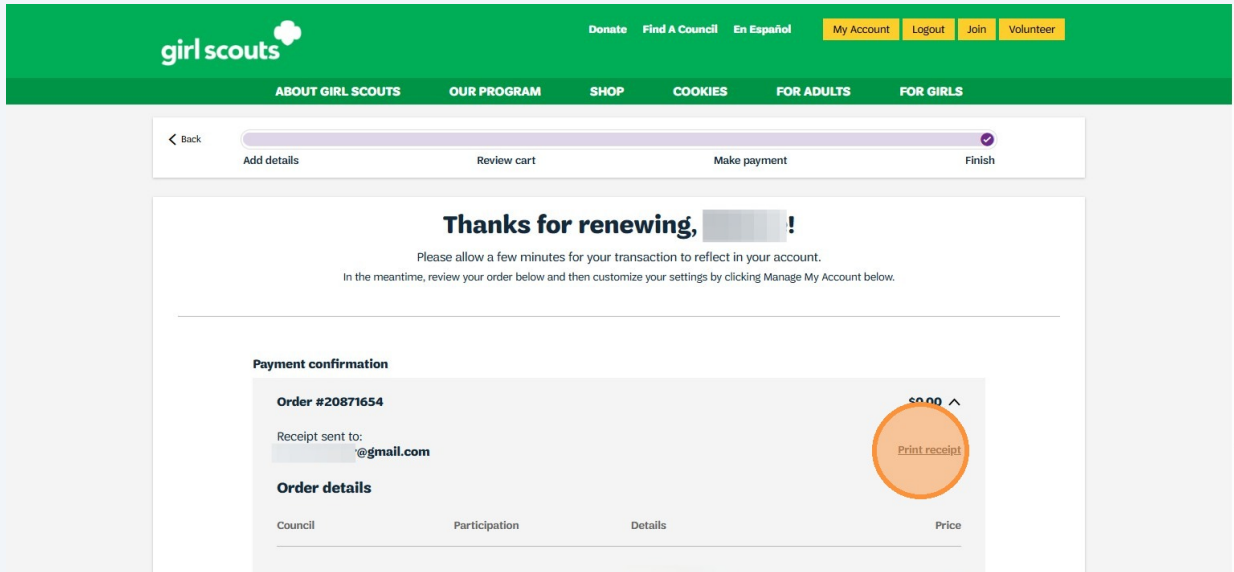 girl scouts
Donate Find A Council En Español My Account Logout Join Volunteer
ABOUT GIRL SCOUTS OUR PROGRAM SHOP COOKIES FOR ADULTS FOR GIRLS
Back
Add details Review cart Make payment Finish
Thanks for renewing, !
Please allow a few minutes for your transaction to reflect in your account.
In the meantime, review your order below and then customize your settings by clicking Manage My Account below.
Payment confirmation
Order #20871654 $0.00
Receipt sent to:
@gmail.com
Print receipt
Order details
Council Participation Details Price